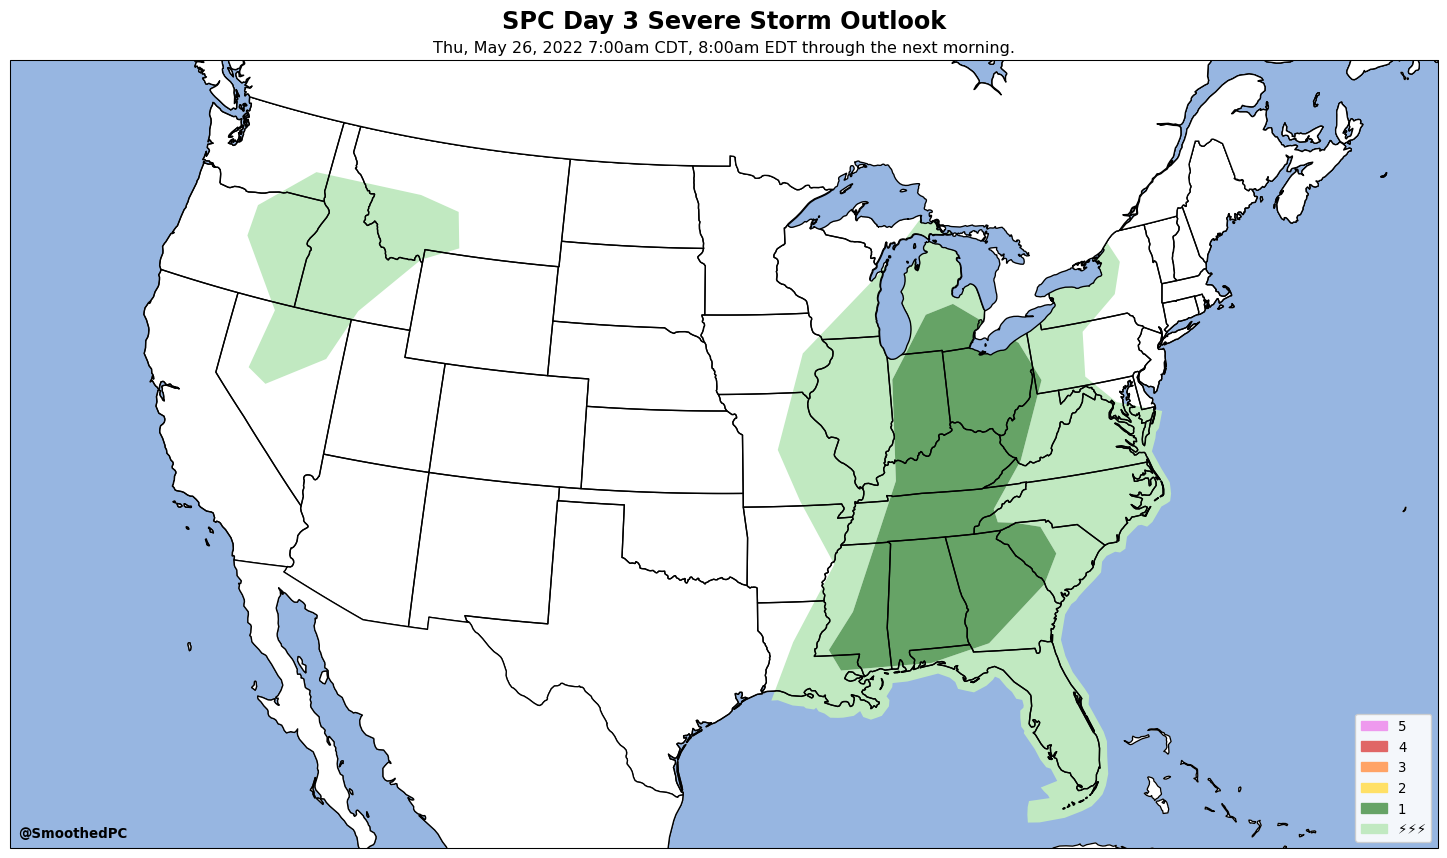 SPC Day 3 Severe Storm Outlook
Thu, May 26, 2022 7:00am CDT, 8:00am EDT through the next morning.
5
4
3
2
1
⚡⚡⚡
@SmoothedPC